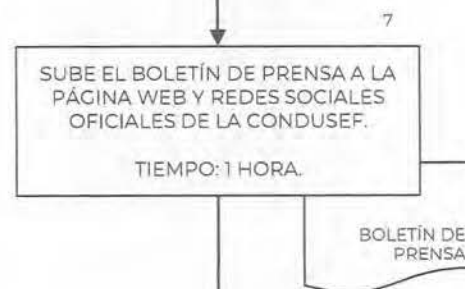 7
SUBE EL BOLETÍN DE PRENSA A LA
PÁGINA WEB Y REDES SOCIALES
OFICIALES DE LA CONDUSEF.
TIEMPO: 1 HORA.
BOLETÍN DE
PRENSA